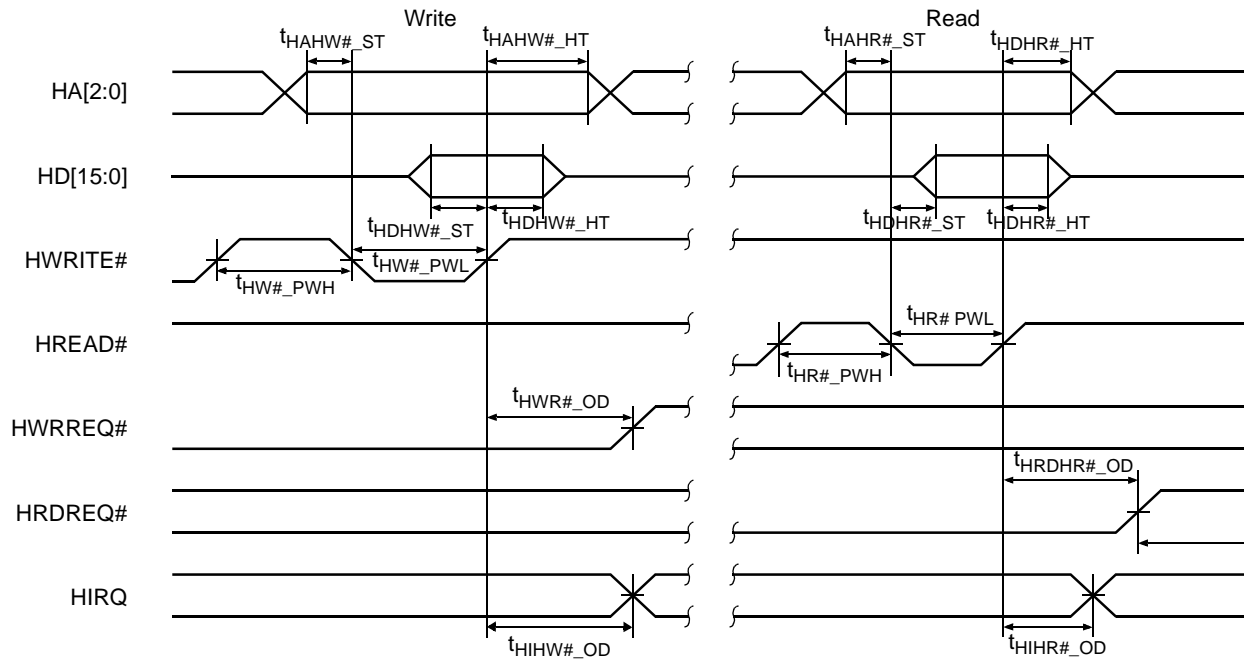 Write
Read
tHAHW#_ST
tHAHW#_HT
tHAHR#_ST
tHDHR#_HT
HA[2:0]
HD[15:0]
tHDHW#_ST
tHDHW#_HT
tHDHR#_ST
tHDHR#_HT
HWRITE#
tHW#_PWH
tHW#_PWL
HREAD#
tHR# PWL
tHR#_PWH
HWRREQ#
tHWR#_OD
tHRDHR#_OD
HRDREQ#
HIRQ
tHIHW#_OD
tHIHR#_OD